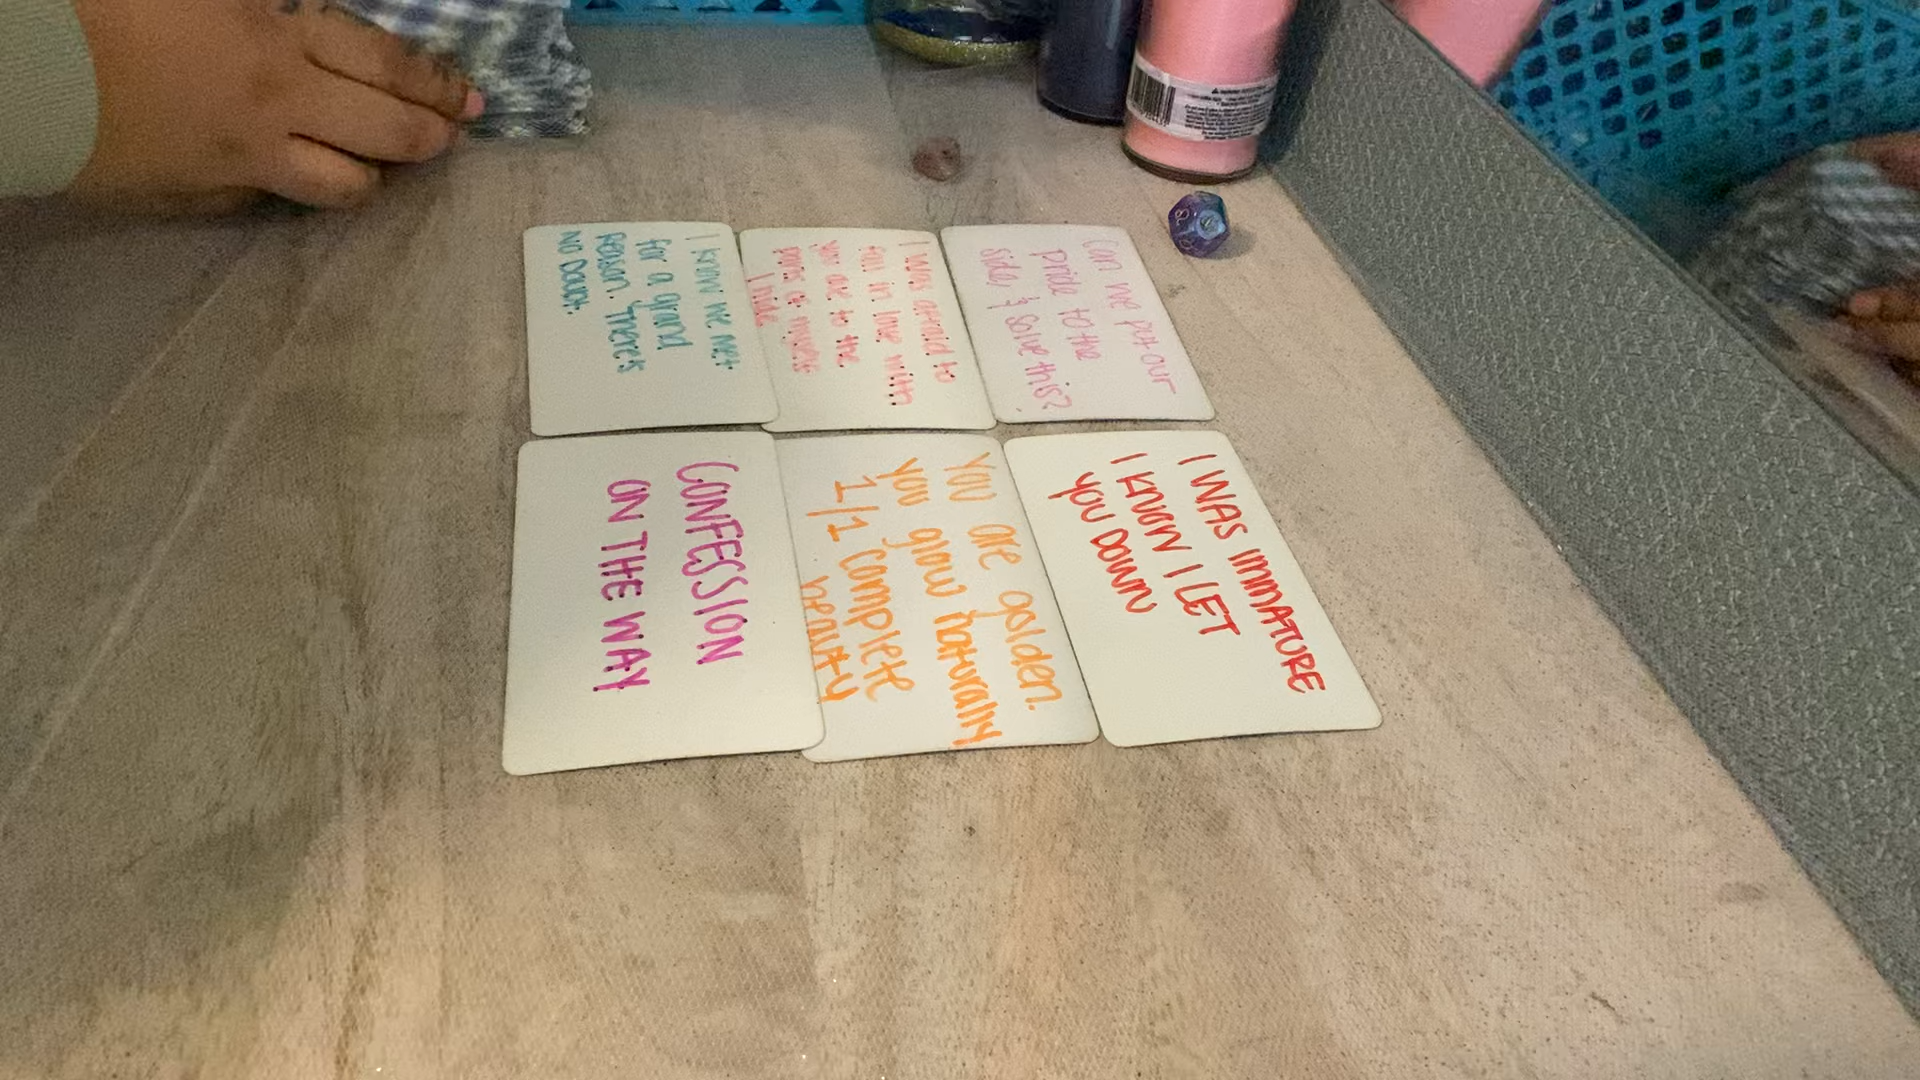 I know we met
for a grand
reason. There's
no doubt.
I was afraid to
fall in love with
you due to the
pain I
hide
Can we put our
pride to the
side & solve this?
CONFESSION
ON THE WAY
You are golden.
You glow naturally
1/1 complete
beauty
I WAS IMMATURE
I KNOW I LET
YOU DOWN